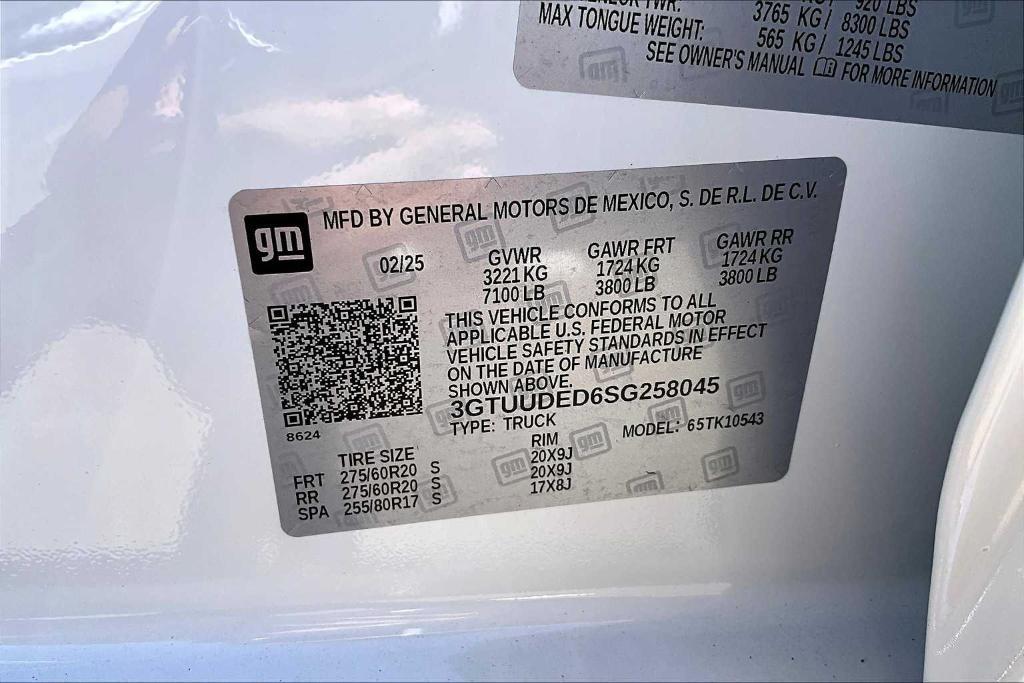 920 LBS
3765 KG/ 8300 LBS
MAX TONGUE WEIGHT: 565 KG/ 1245 LBS
SEE OWNER'S MANUAL FOR MORE INFORMATION
gm
MFD BY GENERAL MOTORS DE MEXICO, S. DE R.L. DE C.V.
02/25
GVWR GAWR FRT GAWR RR
3221 KG 1724 KG 1724 KG
7100 LB 3800 LB 3800 LB
THIS VEHICLE CONFORMS TO ALL
APPLICABLE U.S. FEDERAL MOTOR
VEHICLE SAFETY STANDARDS IN EFFECT
ON THE DATE OF MANUFACTURE
SHOWN ABOVE.
3GTUUDED6SG258045
8624
TYPE: TRUCK MODEL: 65TK10543
TIRE SIZE RIM
FRT 275/60R20 S 20X9J
RR 275/60R20 S 20X9J
SPA 255/80R17 S 17X8J